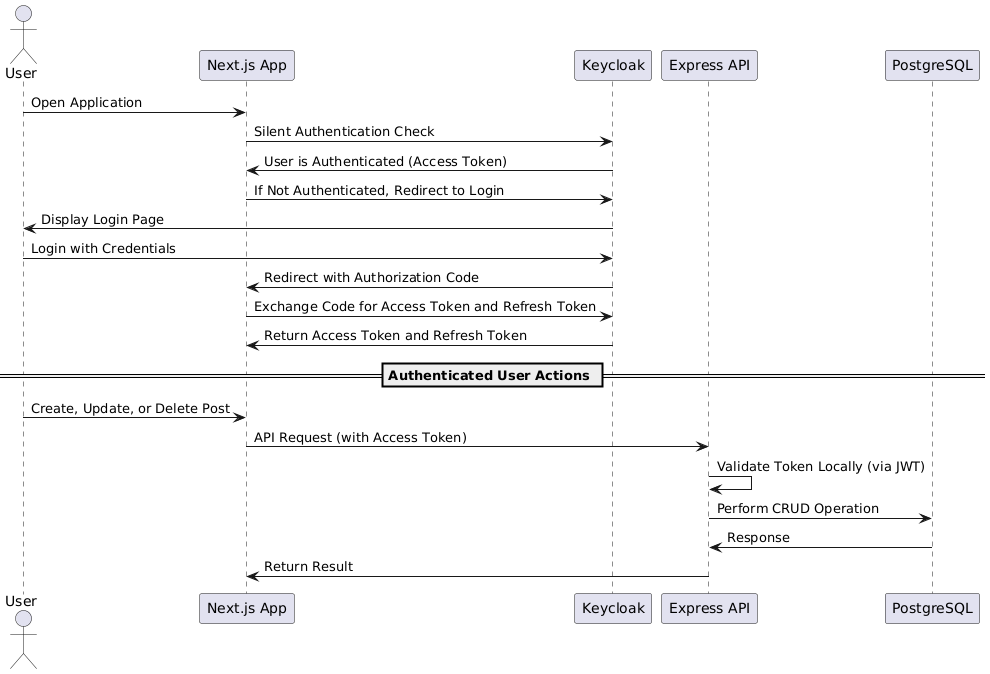 User
Next.js App
Keycloak
Express API
PostgreSQL
Open Application
Silent Authentication Check
User is Authenticated (Access Token)
If Not Authenticated, Redirect to Login
Display Login Page
Login with Credentials
Redirect with Authorization Code
Exchange Code for Access Token and Refresh Token
Return Access Token and Refresh Token
Authenticated User Actions
Create, Update, or Delete Post
API Request (with Access Token)
Validate Token Locally (via JWT)
Perform CRUD Operation
Response
Return Result
User
Next.js App
Keycloak
Express API
PostgreSQL